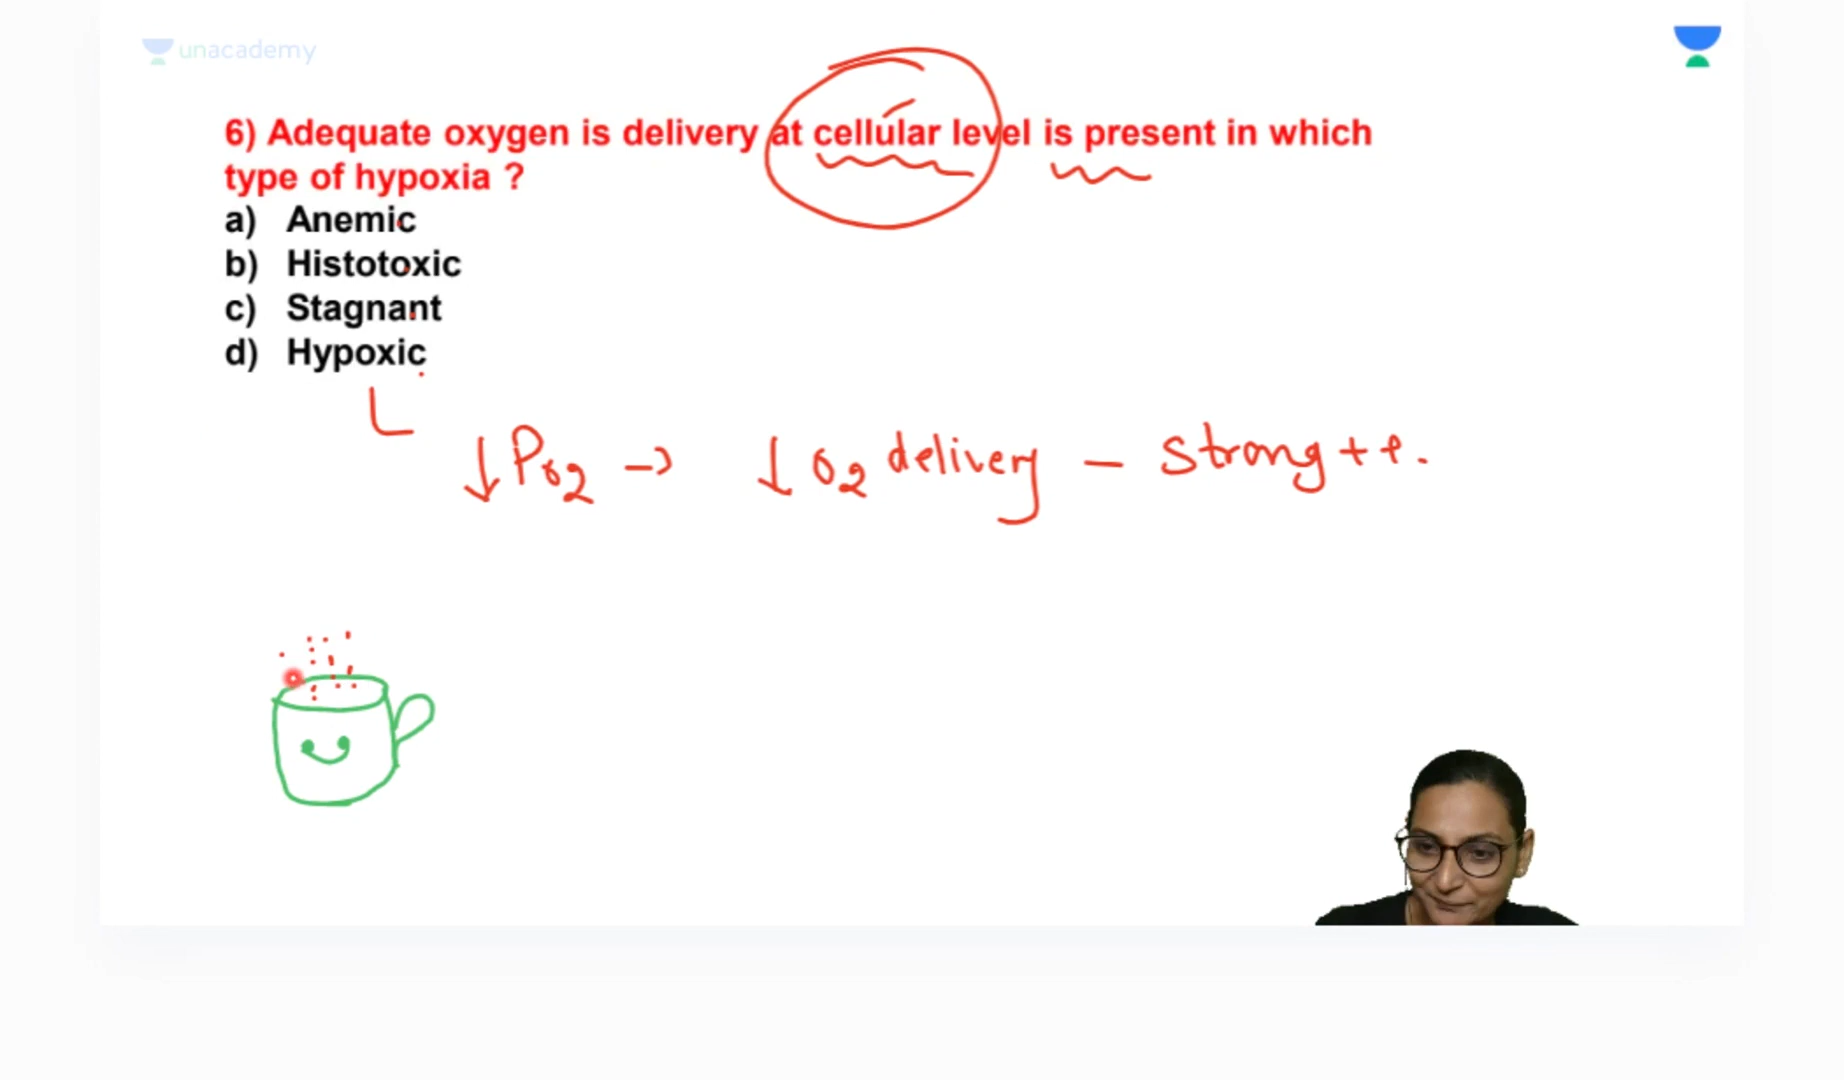 unacademy
6) Adequate oxygen is delivery at cellular level is present in which
type of hypoxia ?
a) Anemic
b) Histotoxic
c) Stagnant
d) Hypoxic
↓ Po2 → ↓ O2 delivery - Strong +te.